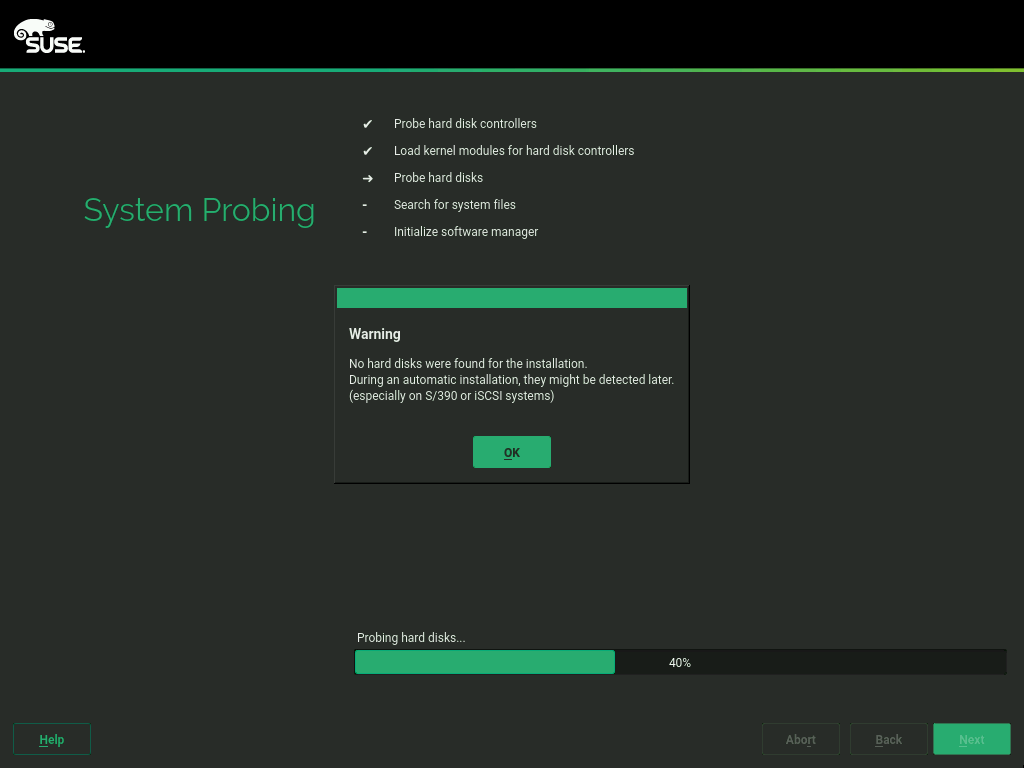 SUSE.
✔ Probe hard disk controllers
✔ Load kernel modules for hard disk controllers
➔ Probe hard disks
- Search for system files
- Initialize software manager
System Probing
Warning
No hard disks were found for the installation.
During an automatic installation, they might be detected later.
(especially on S/390 or iSCSI systems)
OK
Probing hard disks...
40%
Help
Abort
Back
Next